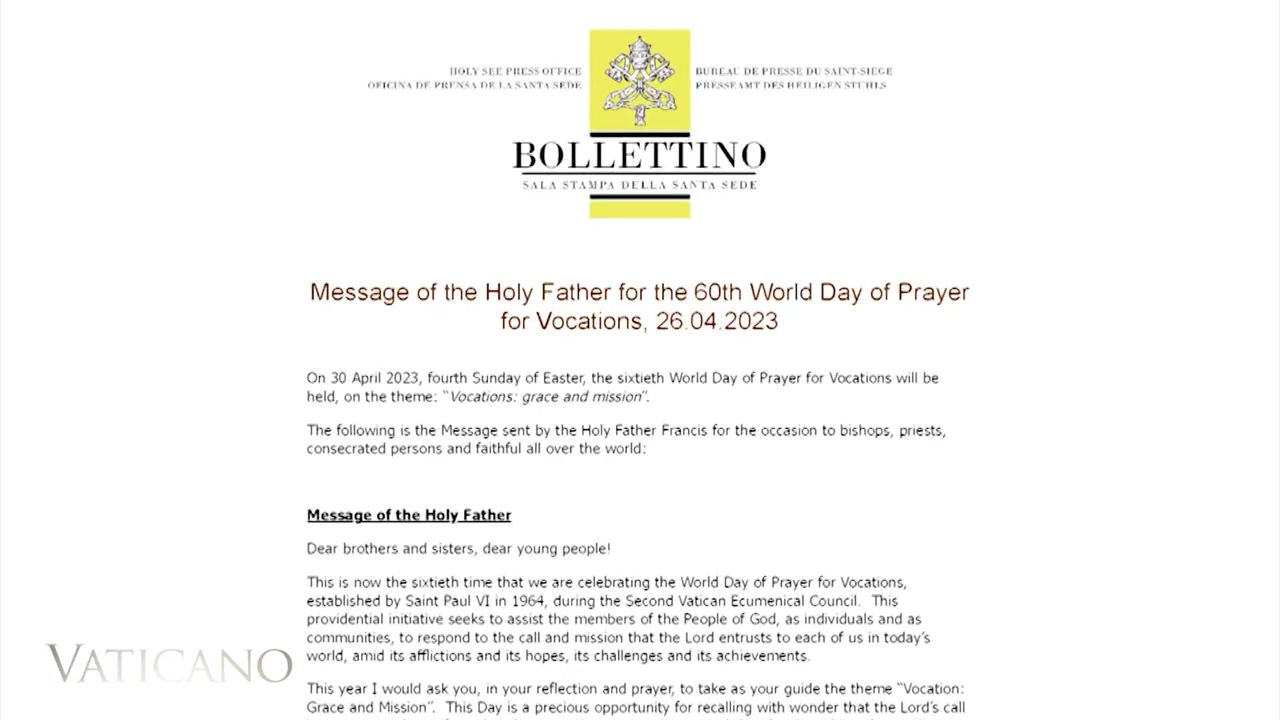 HOLY SEE PRESS OFFICE
OFICINA DE PRENSA DE LA SANTA SEDE
BUREAU DE PRESSE DU SAINT-SIEGE
PRESSEAMT DES HEILIGEN STUHLS
BOLLETTINO
SALA STAMPA DELLA SANTA SEDE
Message of the Holy Father for the 60th World Day of Prayer
for Vocations, 26.04.2023
On 30 April 2023, fourth Sunday of Easter, the sixtieth World Day of Prayer for Vocations will be
held, on the theme: “Vocations: grace and mission”.
The following is the Message sent by the Holy Father Francis for the occasion to bishops, priests,
consecrated persons and faithful all over the world:
Message of the Holy Father
Dear brothers and sisters, dear young people!
This is now the sixtieth time that we are celebrating the World Day of Prayer for Vocations,
established by Saint Paul VI in 1964, during the Second Vatican Ecumenical Council. This
providential initiative seeks to assist the members of the People of God, as individuals and as
communities, to respond to the call and mission that the Lord entrusts to each of us in today’s
world, amid its afflictions and its hopes, its challenges and its achievements.
This year I would ask you, in your reflection and prayer, to take as your guide the theme “Vocation:
Grace and Mission”. This Day is a precious opportunity for recalling with wonder that the Lord’s call
VATICANO